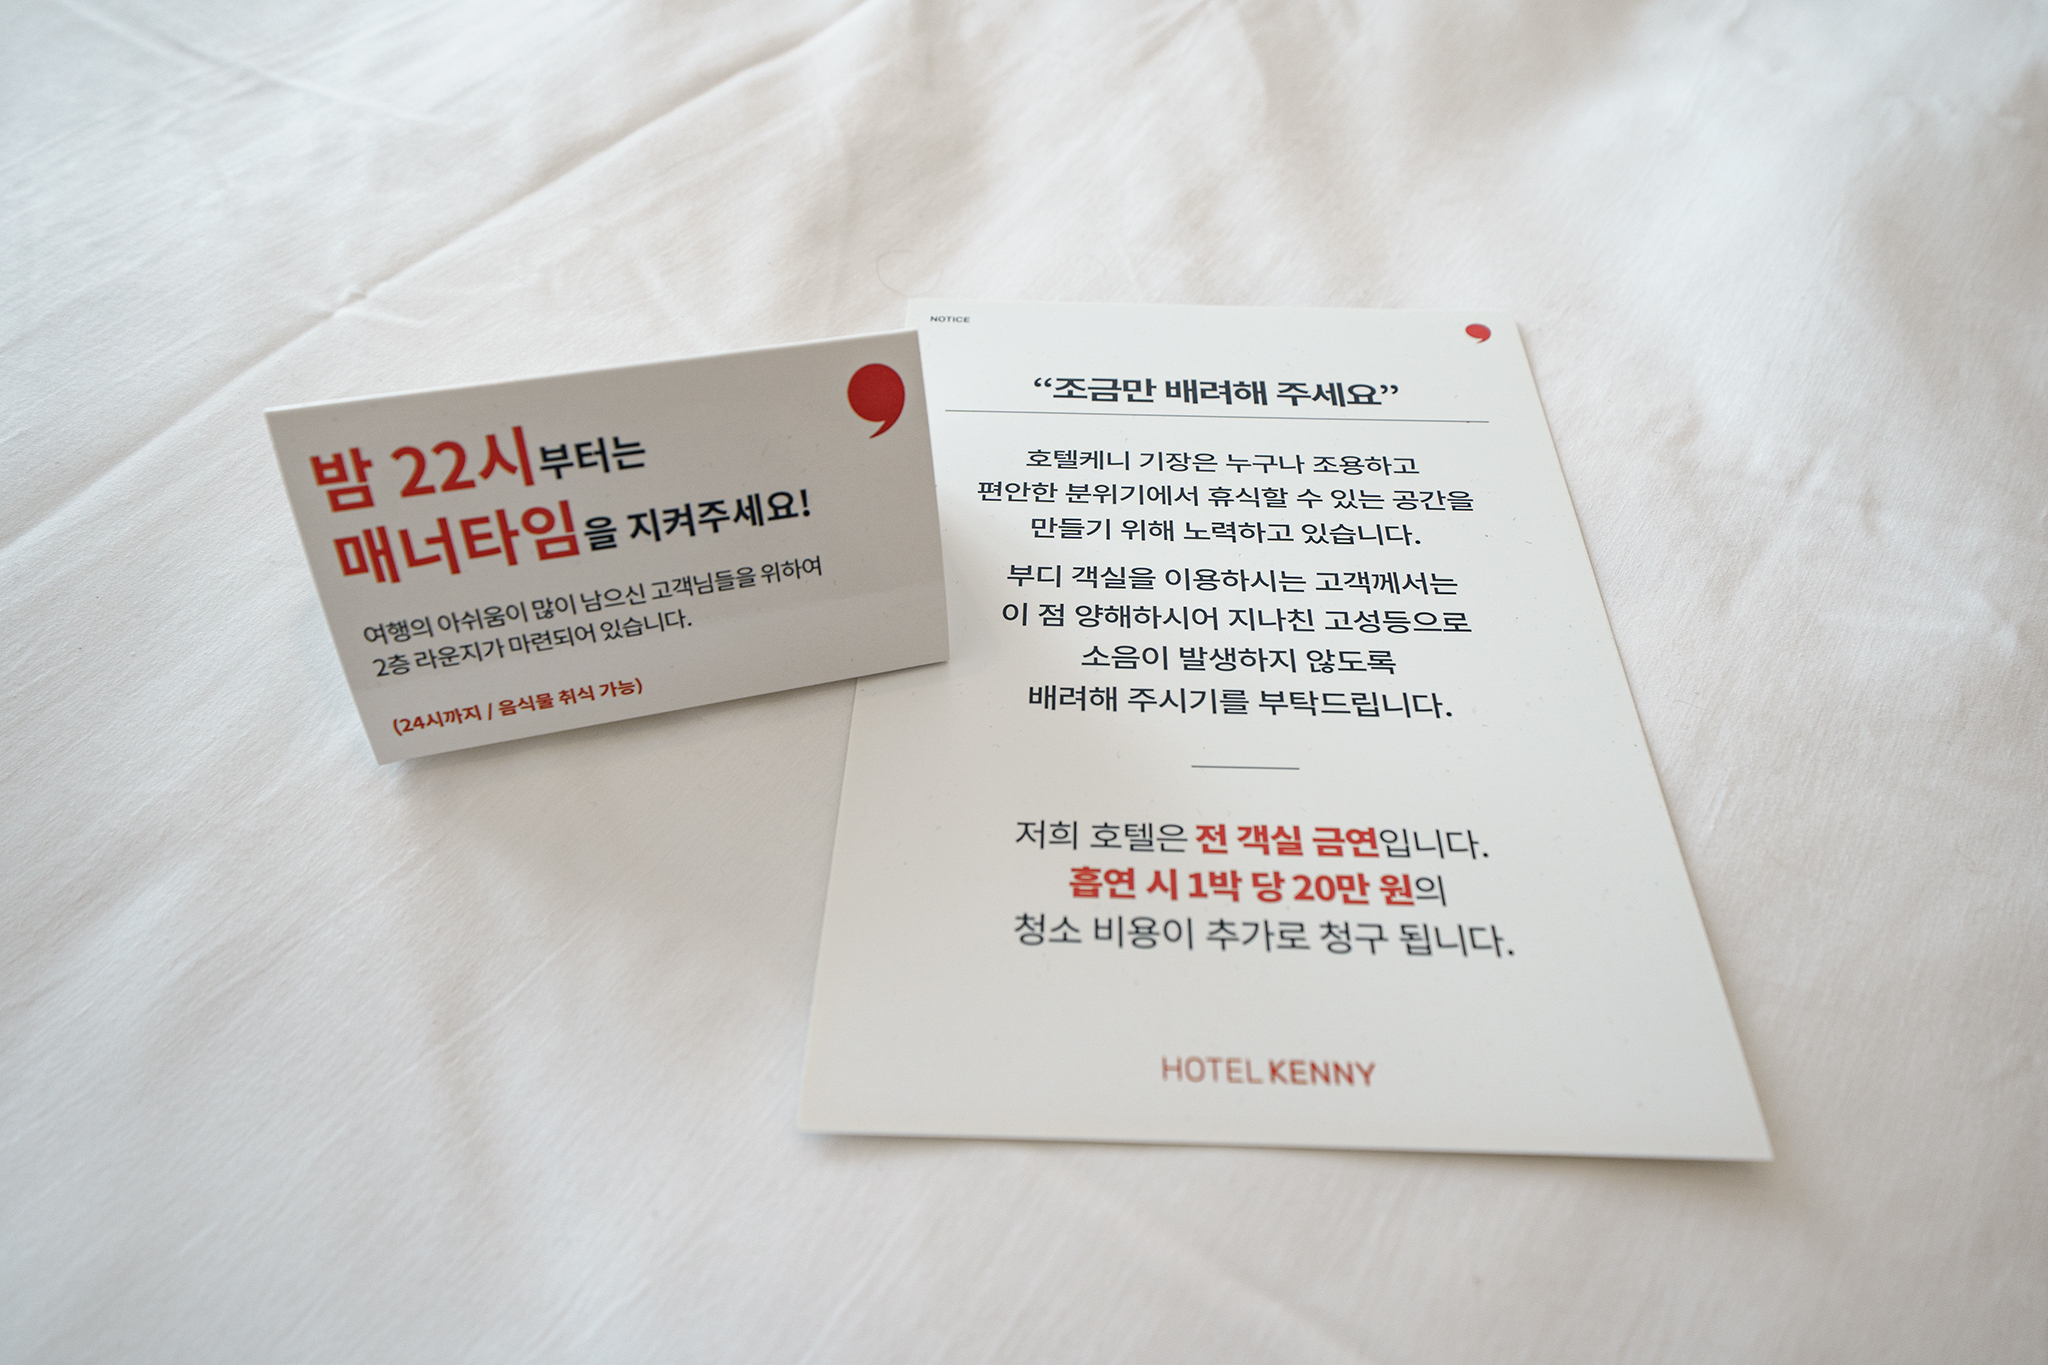 밤 22시부터는
매너타임을 지켜주세요!
여행의 아쉬움이 많이 남으신 고객님들을 위하여
2층 라운지가 마련되어 있습니다.
(24시까지 / 음식물 취식 가능)
NOTICE
“조금만 배려해 주세요”
호텔케니 기장은 누구나 조용하고
편안한 분위기에서 휴식할 수 있는 공간을
만들기 위해 노력하고 있습니다.
부디 객실을 이용하시는 고객께서는
이 점 양해하시어 지나친 고성등으로
소음이 발생하지 않도록
배려해 주시기를 부탁드립니다.
저희 호텔은 전 객실 금연입니다.
흡연 시 1박 당 20만 원의
청소 비용이 추가로 청구 됩니다.
HOTEL KENNY